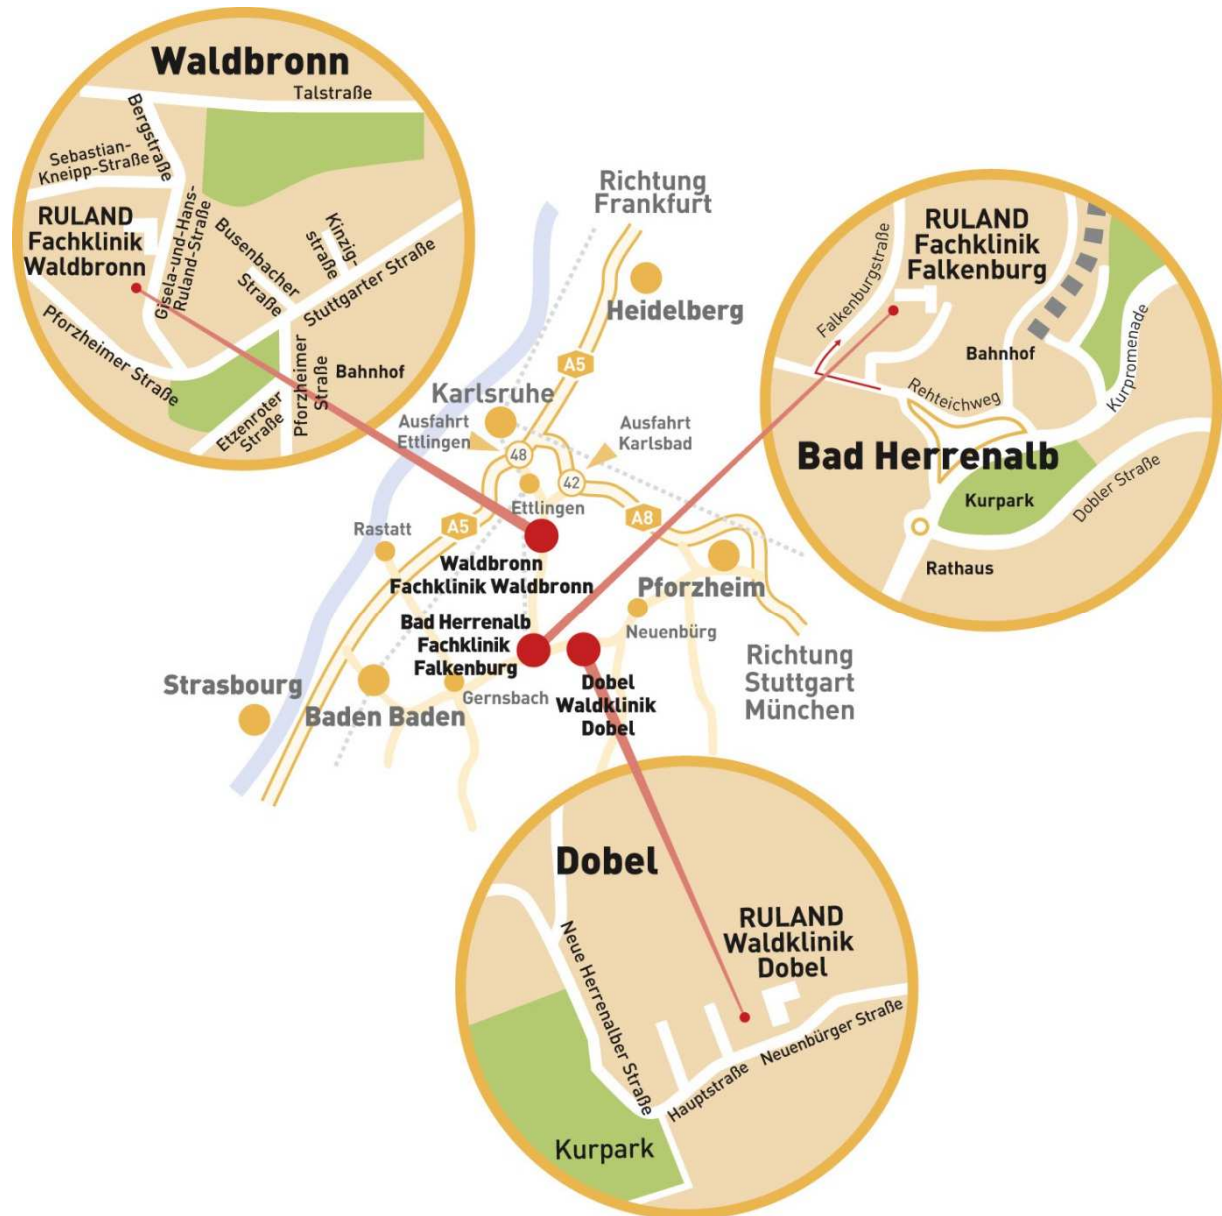 Waldbronn
Talstraße
Bergstraße
Sebastian-
Kneipp-Straße
RULAND
Fachklinik
Waldbronn
Gisela-und-Hans-
Ruland-Straße
Busenbacher
Straße
Kinzig-
straße
Stuttgarter Straße
Pforzheimer Straße
Pforzheimer
Straße
Bahnhof
Etzenroter
Straße
Richtung
Frankfurt
Heidelberg
A5
Karlsruhe
Ausfahrt
Ettlingen
48
Ausfahrt
Karlsbad
42
Ettlingen
A5
A8
Rastatt
Waldbronn
Fachklinik Waldbronn
Pforzheim
Bad Herrenalb
Fachklinik
Falkenburg
Neuenbürg
Strasbourg
Baden Baden
Gernsbach
Dobel
Waldklinik
Dobel
Richtung
Stuttgart
München
RULAND
Fachklinik
Falkenburg
Falkenburgstraße
Bahnhof
Kurpromenade
Rehteichweg
Bad Herrenalb
Kurpark
Dobler Straße
Rathaus
Dobel
RULAND
Waldklinik
Dobel
Neue Herrenalber Straße
Hauptstraße
Neuenbürger Straße
Kurpark